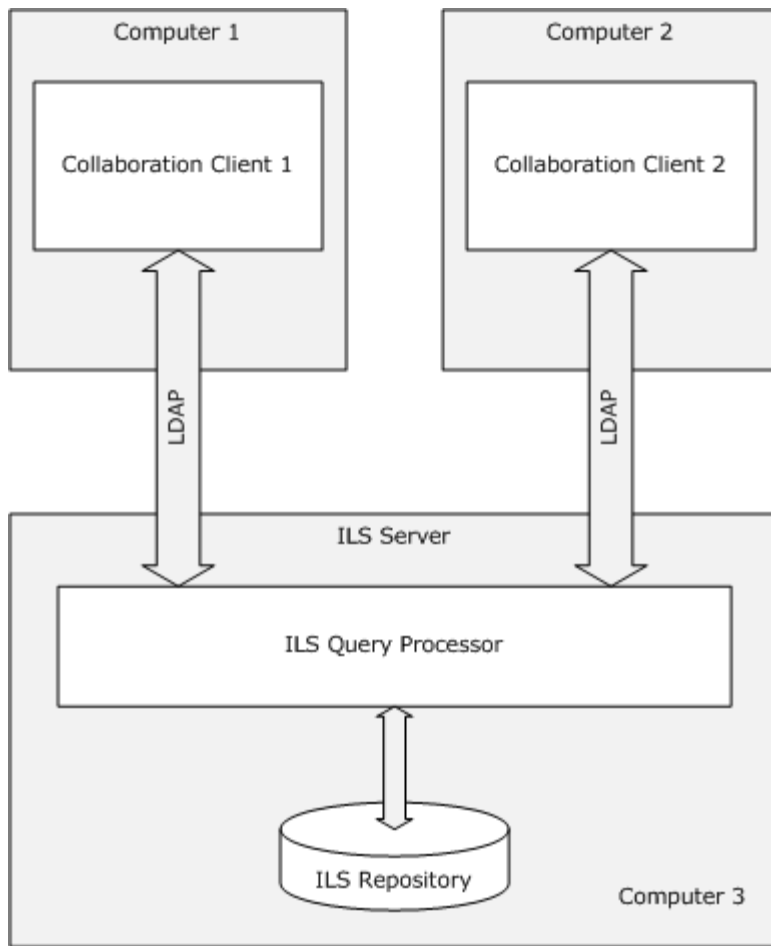 Computer 1
Computer 2
Collaboration Client 1
Collaboration Client 2
LDAP
LDAP
ILS Server
ILS Query Processor
ILS Repository
Computer 3